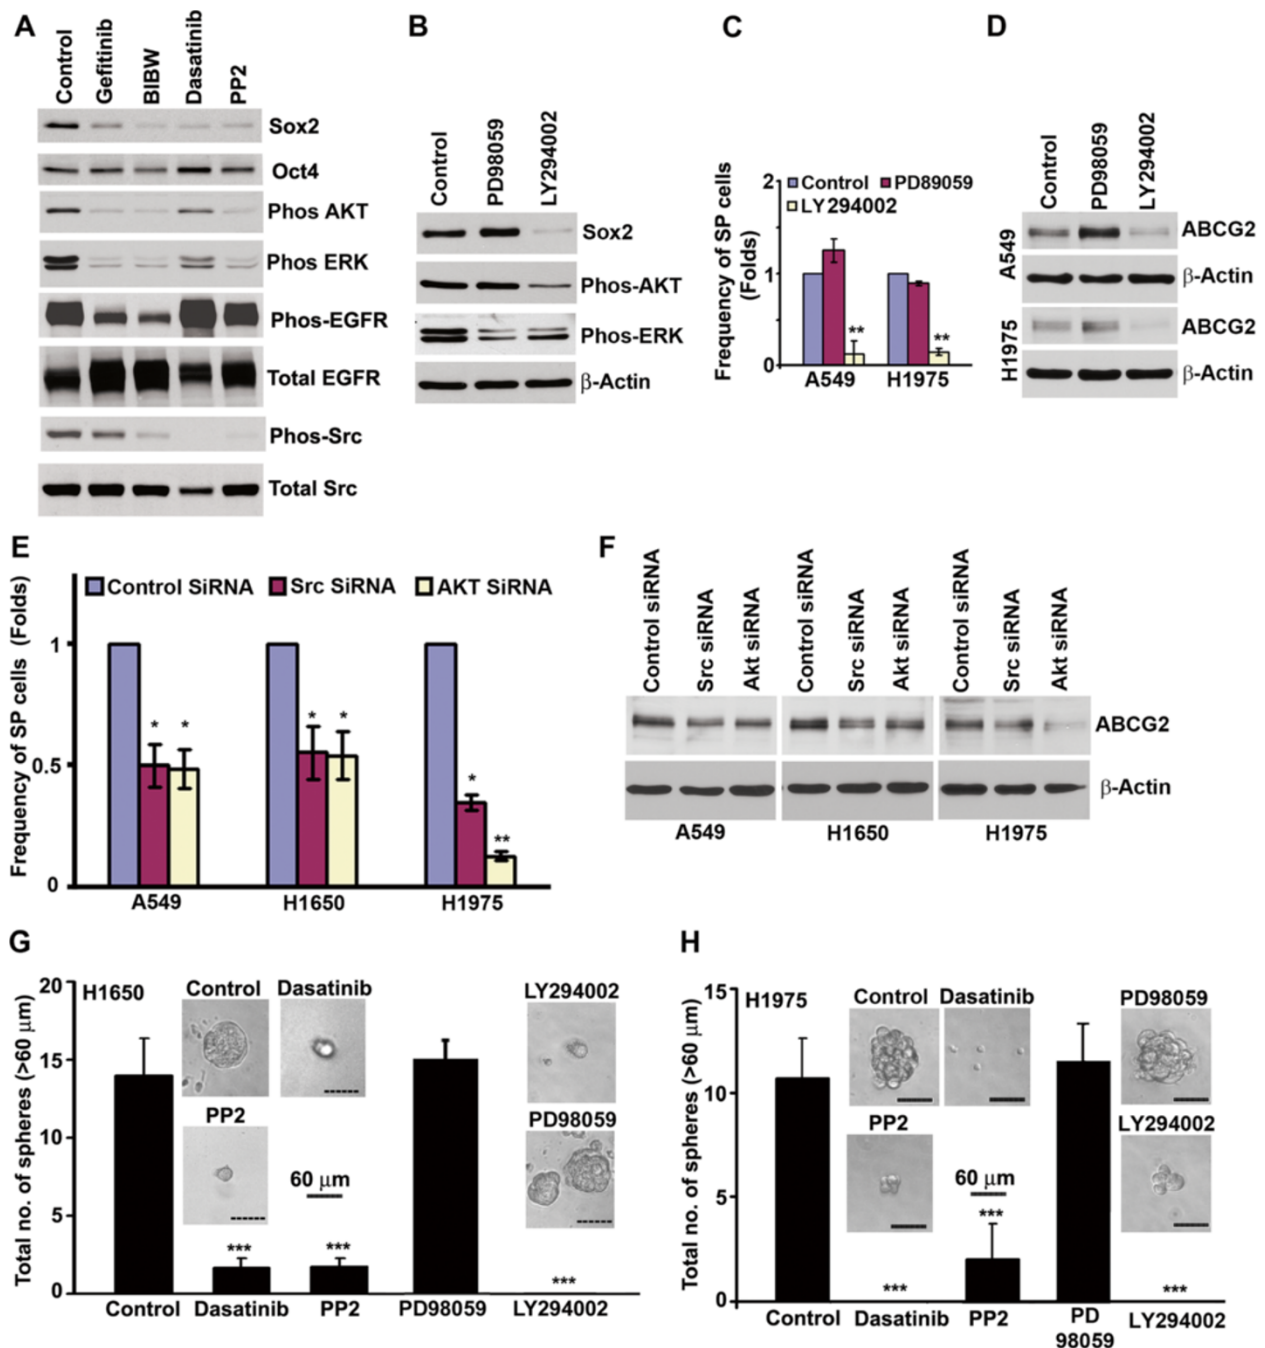 A
Control
Gefitinib
BIBW
Dasatinib
PP2
Sox2
Oct4
Phos AKT
Phos ERK
Phos-EGFR
Total EGFR
Phos-Src
Total Src
B
Control
PD98059
LY294002
Sox2
Phos-AKT
Phos-ERK
β-Actin
C
Frequency of SP cells
(Folds)
2
1
0
Control
PD89059
LY294002
**
**
A549
H1975
D
Control
PD98059
LY294002
A549
ABCG2
β-Actin
H1975
ABCG2
β-Actin
E
Frequency of SP cells (Folds)
1
0.5
0
Control SiRNA
Src SiRNA
AKT SiRNA
*
*
*
*
*
**
A549
H1650
H1975
F
Control siRNA
Src siRNA
Akt siRNA
Control siRNA
Src siRNA
Akt siRNA
Control siRNA
Src siRNA
Akt siRNA
ABCG2
β-Actin
A549
H1650
H1975
G
Total no. of spheres (>60 μm)
20
15
10
5
0
H1650
Control
Dasatinib
LY294002
PP2
PD98059
60 μm
***
***
***
Control
Dasatinib
PP2
PD98059
LY294002
H
Total no. of spheres (>60 μm)
15
10
5
0
H1975
Control
Dasatinib
PD98059
PP2
LY294002
60 μm
***
***
***
Control
Dasatinib
PP2
PD
98059
LY294002